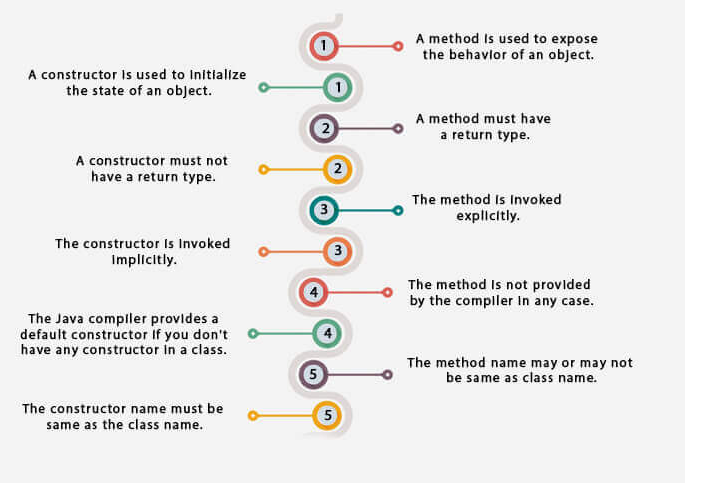 1
A method is used to expose
the behavior of an object.
A constructor is used to initialize
the state of an object.
1
2
A method must have
a return type.
A constructor must not
have a return type.
2
3
The method is invoked
explicitly.
The constructor is invoked
implicitly.
3
4
The method is not provided
by the compiler in any case.
The Java compiler provides a
default constructor if you don't
have any constructor in a class.
4
5
The method name may or may not
be same as class name.
The constructor name must be
same as the class name.
5